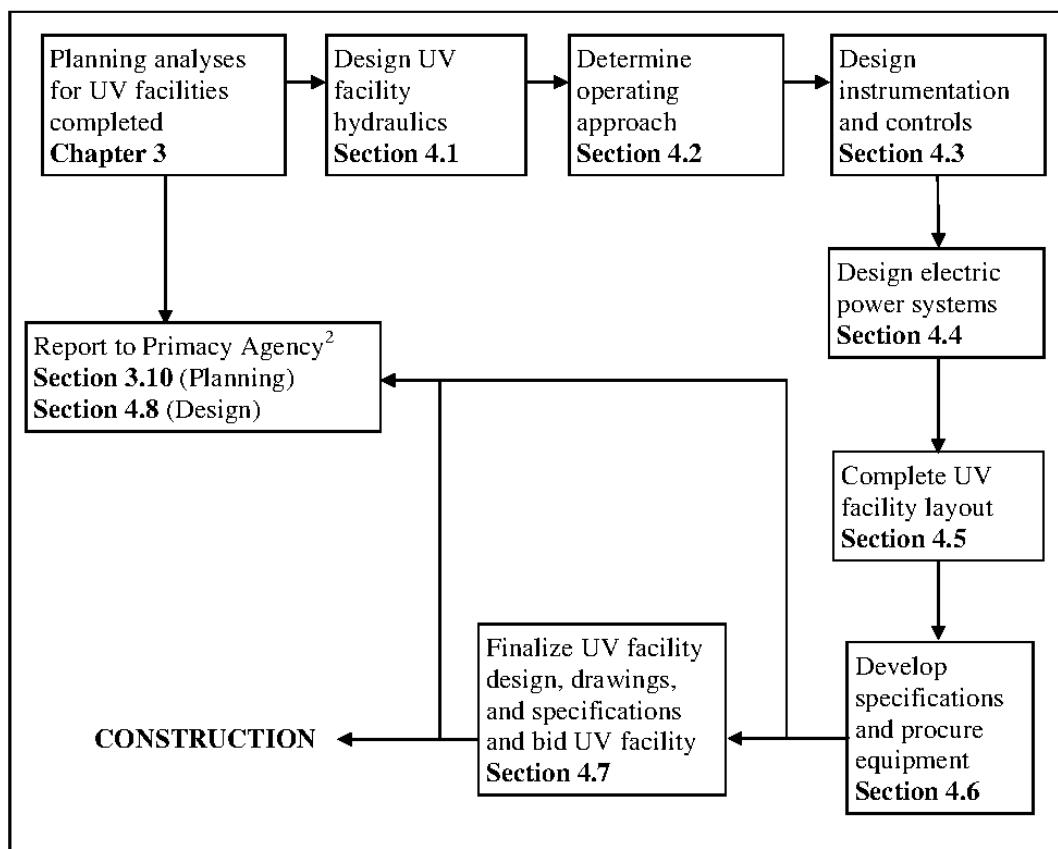 Planning analyses
for UV facilities
completed
Chapter 3
Design UV
facility
hydraulics
Section 4.1
Determine
operating
approach
Section 4.2
Design
instrumentation
and controls
Section 4.3
Design electric
power systems
Section 4.4
Report to Primacy Agency²
Section 3.10 (Planning)
Section 4.8 (Design)
Complete UV
facility layout
Section 4.5
Develop
specifications
and procure
equipment
Section 4.6
Finalize UV facility
design, drawings,
and specifications
and bid UV facility
Section 4.7
CONSTRUCTION